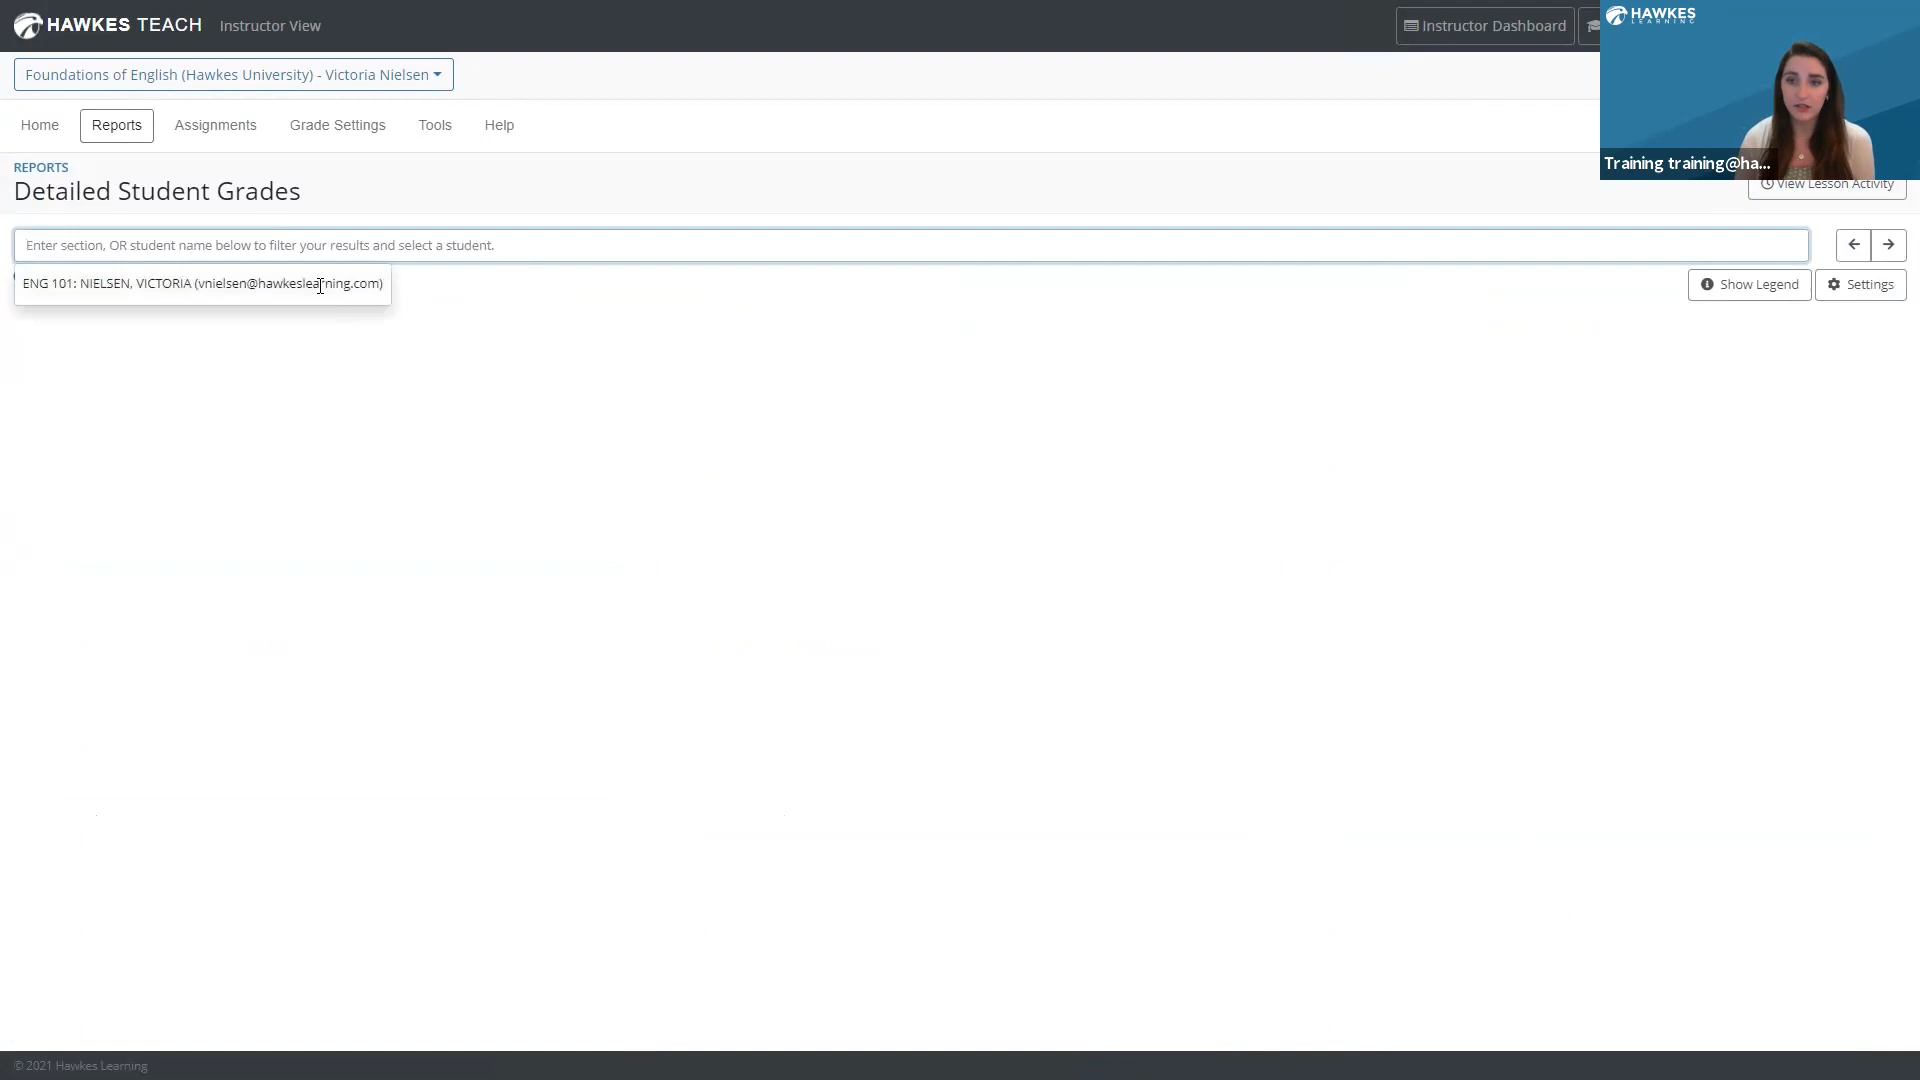 HAWKES TEACH Instructor View
Instructor Dashboard
HAWKES
LEARNING
Foundations of English (Hawkes University) - Victoria Nielsen
Home Reports Assignments Grade Settings Tools Help
Training training@ha...
REPORTS
Detailed Student Grades
View Lesson Activity
Enter section, OR student name below to filter your results and select a student.
ENG 101: NIELSEN, VICTORIA (vnielsen@hawkeslearning.com)
Show Legend Settings
© 2021 Hawkes Learning